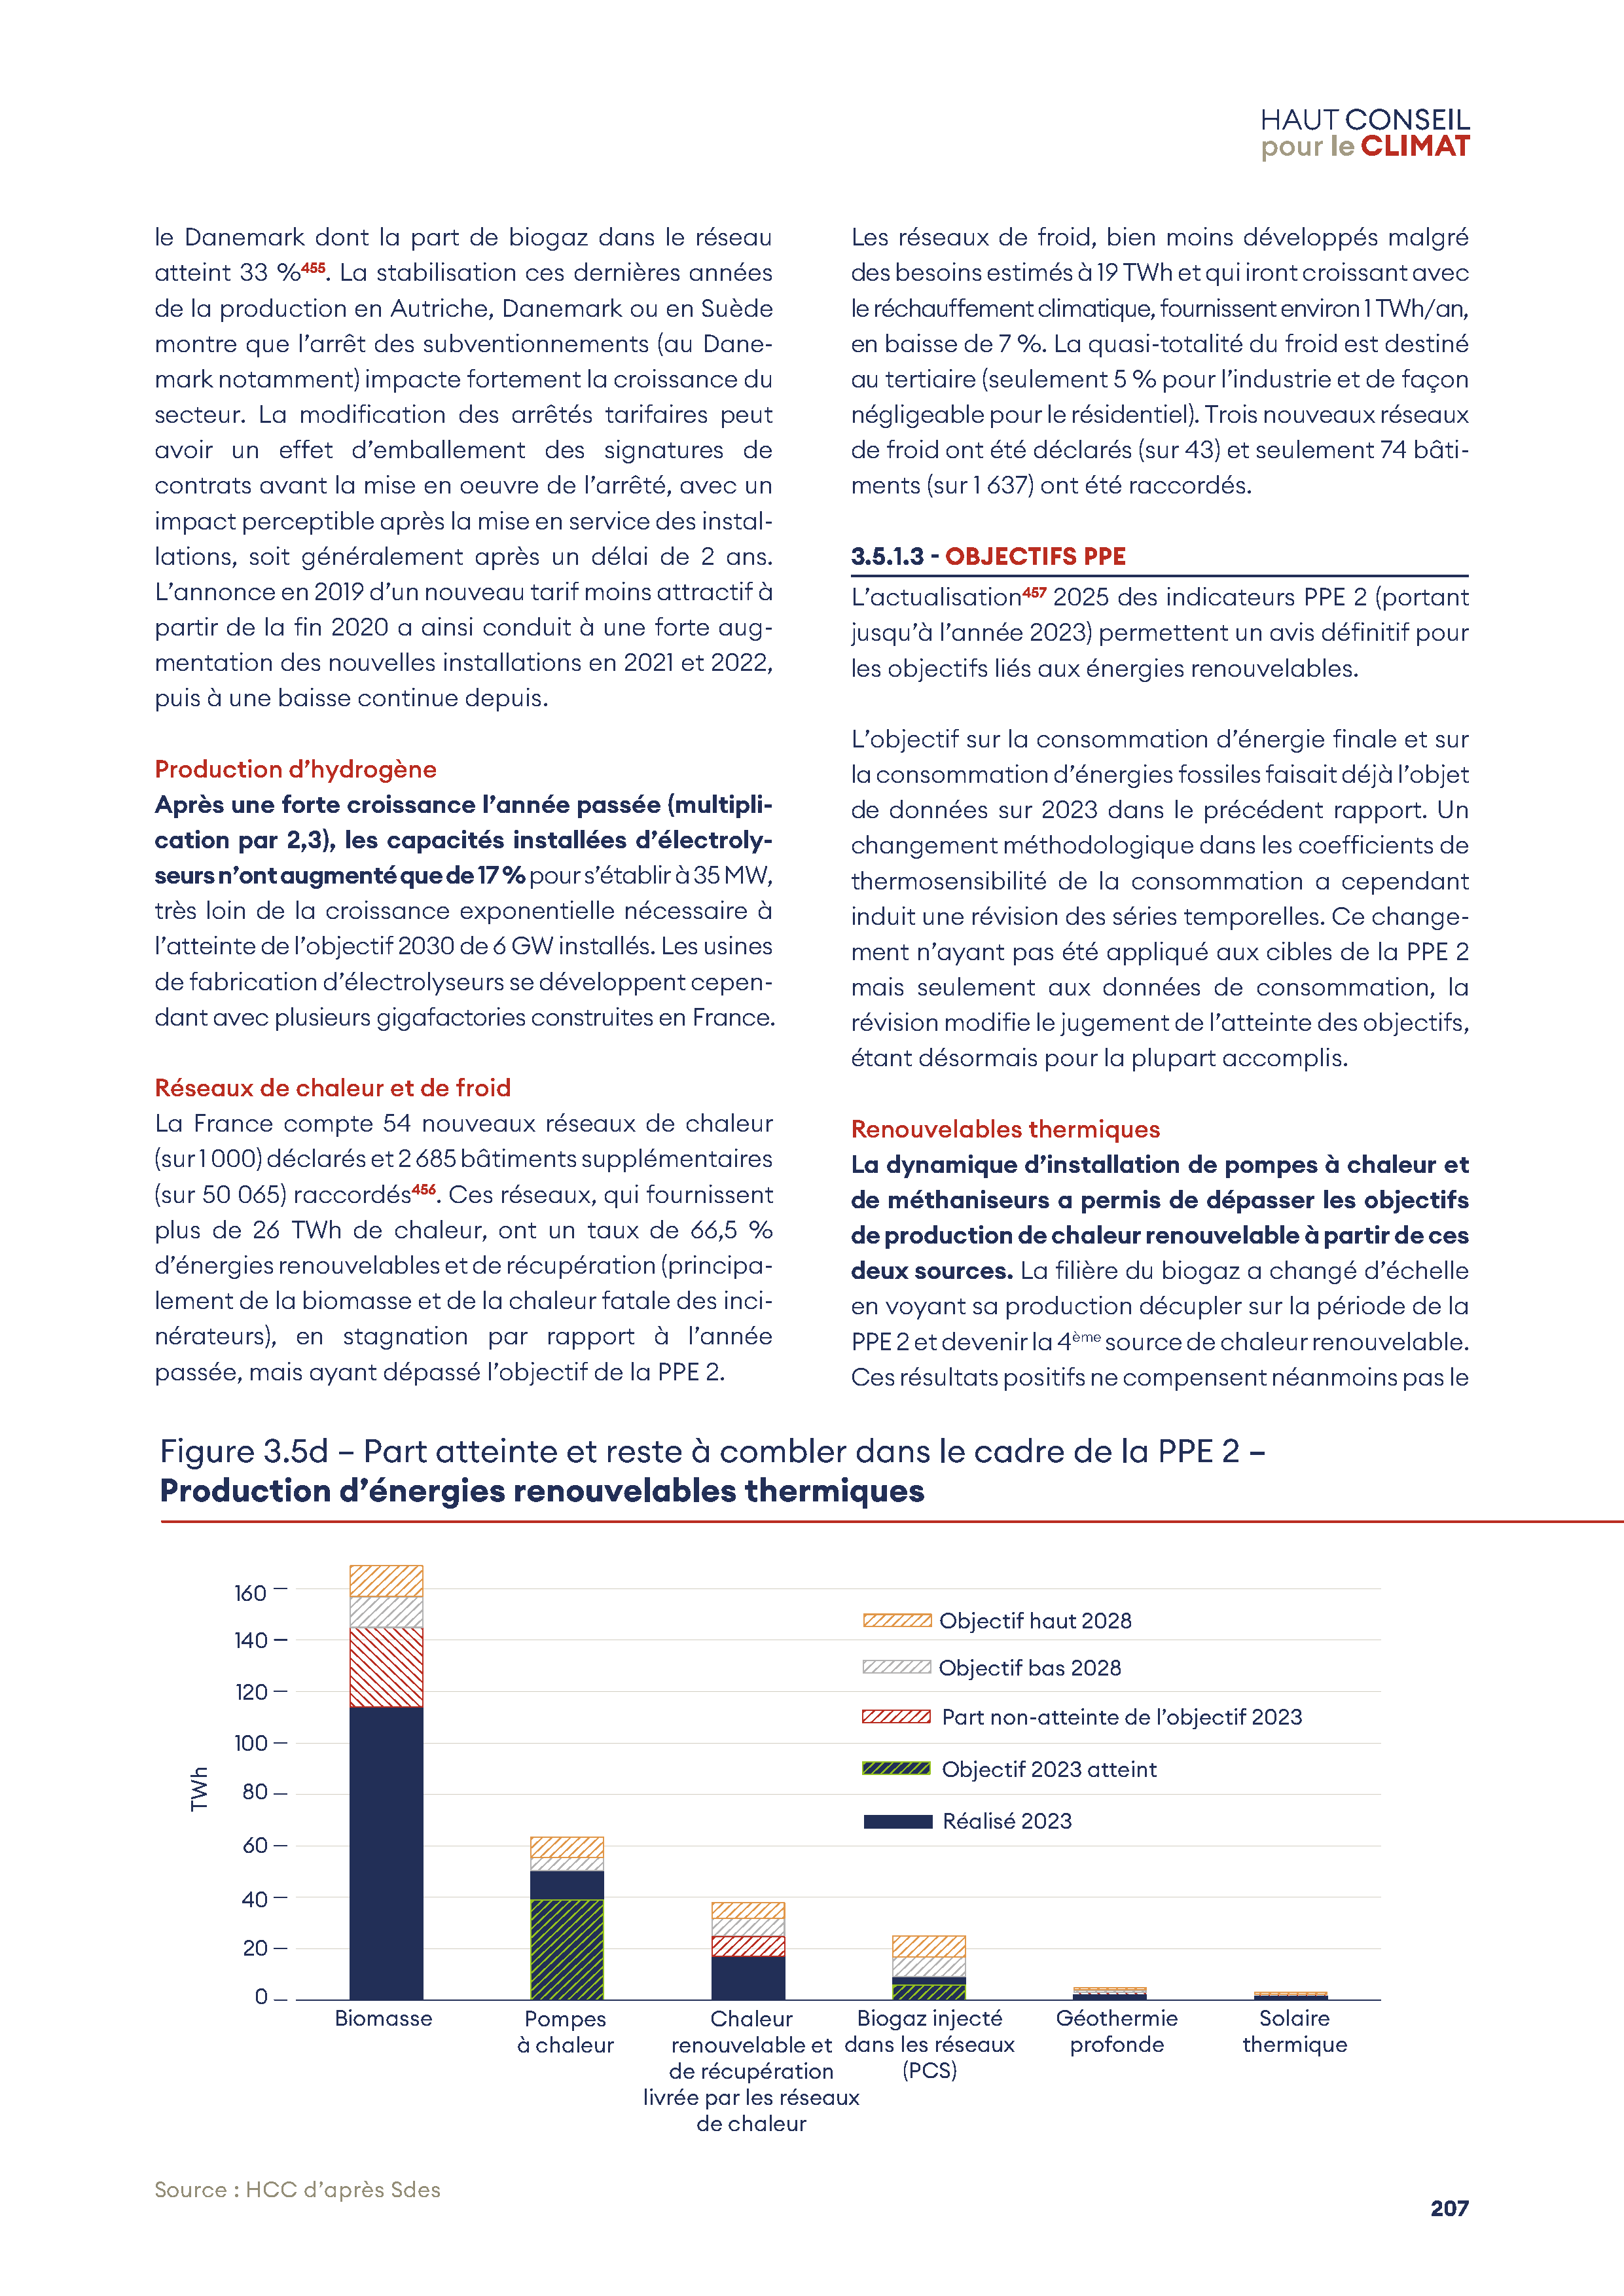 HAUT CONSEIL
pour le CLIMAT
le Danemark dont la part de biogaz dans le réseau
atteint 33 %455. La stabilisation ces dernières années
de la production en Autriche, Danemark ou en Suède
montre que l’arrêt des subventionnements (au Dane-
mark notamment) impacte fortement la croissance du
secteur. La modification des arrêtés tarifaires peut
avoir un effet d’emballement des signatures de
contrats avant la mise en oeuvre de l’arrêté, avec un
impact perceptible après la mise en service des instal-
lations, soit généralement après un délai de 2 ans.
L’annonce en 2019 d’un nouveau tarif moins attractif à
partir de la fin 2020 a ainsi conduit à une forte aug-
mentation des nouvelles installations en 2021 et 2022,
puis à une baisse continue depuis.
Production d’hydrogène
Après une forte croissance l’année passée (multipli-
cation par 2,3), les capacités installées d’électroly-
seurs n’ont augmenté que de 17 % pour s’établir à 35 MW,
très loin de la croissance exponentielle nécessaire à
l’atteinte de l’objectif 2030 de 6 GW installés. Les usines
de fabrication d’électrolyseurs se développent cepen-
dant avec plusieurs gigafactories construites en France.
Réseaux de chaleur et de froid
La France compte 54 nouveaux réseaux de chaleur
(sur 1 000) déclarés et 2 685 bâtiments supplémentaires
(sur 50 065) raccordés456. Ces réseaux, qui fournissent
plus de 26 TWh de chaleur, ont un taux de 66,5 %
d’énergies renouvelables et de récupération (principa-
lement de la biomasse et de la chaleur fatale des inci-
nérateurs), en stagnation par rapport à l’année
passée, mais ayant dépassé l’objectif de la PPE 2.
Les réseaux de froid, bien moins développés malgré
des besoins estimés à 19 TWh et qui iront croissant avec
le réchauffement climatique, fournissent environ 1 TWh/an,
en baisse de 7 %. La quasi-totalité du froid est destiné
au tertiaire (seulement 5 % pour l’industrie et de façon
négligeable pour le résidentiel). Trois nouveaux réseaux
de froid ont été déclarés (sur 43) et seulement 74 bâti-
ments (sur 1 637) ont été raccordés.
3.5.1.3 - OBJECTIFS PPE
L’actualisation457 2025 des indicateurs PPE 2 (portant
jusqu’à l’année 2023) permettent un avis définitif pour
les objectifs liés aux énergies renouvelables.
L’objectif sur la consommation d’énergie finale et sur
la consommation d’énergies fossiles faisait déjà l’objet
de données sur 2023 dans le précédent rapport. Un
changement méthodologique dans les coefficients de
thermosensibilité de la consommation a cependant
induit une révision des séries temporelles. Ce change-
ment n’ayant pas été appliqué aux cibles de la PPE 2
mais seulement aux données de consommation, la
révision modifie le jugement de l’atteinte des objectifs,
étant désormais pour la plupart accomplis.
Renouvelables thermiques
La dynamique d’installation de pompes à chaleur et
de méthaniseurs a permis de dépasser les objectifs
de production de chaleur renouvelable à partir de ces
deux sources. La filière du biogaz a changé d’échelle
en voyant sa production décupler sur la période de la
PPE 2 et devenir la 4ème source de chaleur renouvelable.
Ces résultats positifs ne compensent néanmoins pas le
Figure 3.5d – Part atteinte et reste à combler dans le cadre de la PPE 2 –
Production d’énergies renouvelables thermiques
TWh
160
140
120
100
80
60
40
20
0
Objectif haut 2028
Objectif bas 2028
Part non-atteinte de l’objectif 2023
Objectif 2023 atteint
Réalisé 2023
Biomasse
Pompes
à chaleur
Chaleur
renouvelable et
de récupération
livrée par les réseaux
de chaleur
Biogaz injecté
dans les réseaux
(PCS)
Géothermie
profonde
Solaire
thermique
Source : HCC d’après Sdes
207